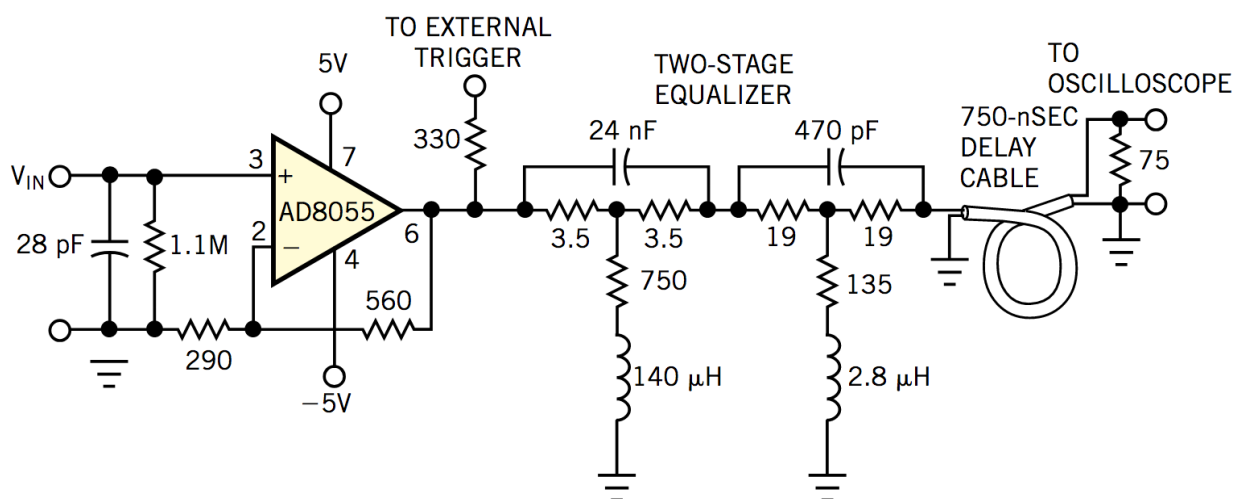 TO EXTERNAL
TRIGGER
5V
TWO-STAGE
EQUALIZER
TO
OSCILLOSCOPE
750-nSEC
DELAY
CABLE
330
24 nF
470 pF
75
VIN
3
7
+
AD8055
6
2
−
4
28 pF
1.1M
3.5
3.5
19
19
560
290
−5V
750
135
140 μH
2.8 μH